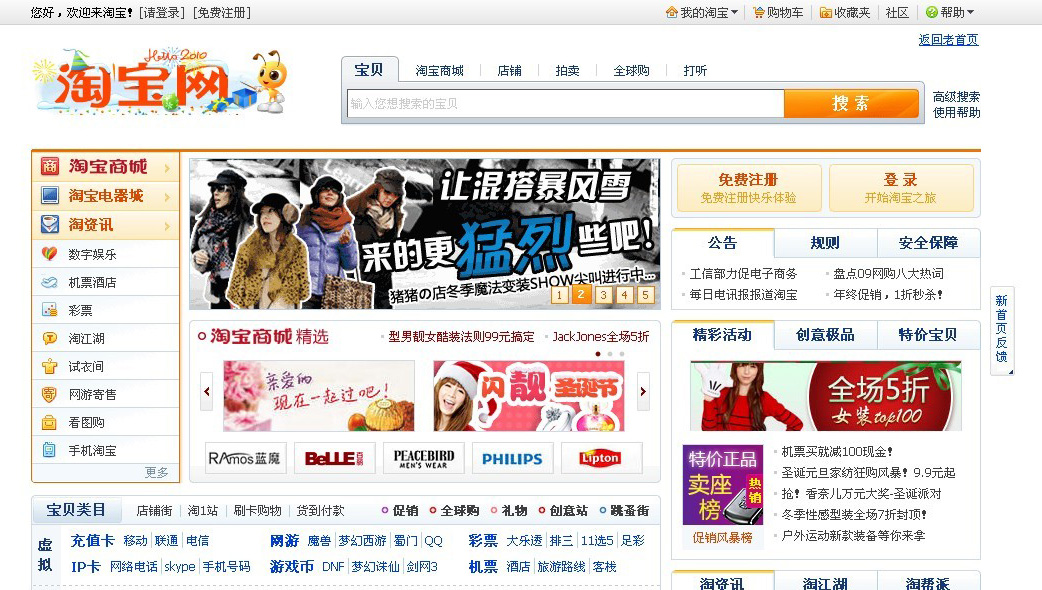 您好，欢迎来淘宝！[请登录] [免费注册]
我的淘宝 购物车 收藏夹 社区 帮助
返回老首页
Hello 2010
淘宝网
宝贝 淘宝商城 店铺 拍卖 全球购 打听
输入您想搜索的宝贝 搜索
高级搜索
使用帮助
商 淘宝商城
淘宝电器城
淘资讯
数字娱乐
机票酒店
彩票
淘江湖
试衣间
网游寄售
看图购
手机淘宝
更多
让混搭暴风雪
来的更猛烈些吧！
猪猪の店冬季魔法变装SHOW尖叫进行中...
1 2 3 4 5
淘宝商城精选 型男靓女酷装法则99元搞定 JackJones全场5折
亲爱的
现在一起过吧！
闪靓圣诞节
RAmos蓝魔 BeLLE百丽 PEACEBIRD MEN'S WEAR PHILIPS Lipton
免费注册
免费注册快乐体验
登 录
开始淘宝之旅
公告 规则 安全保障
工信部力促电子商务 盘点09网购八大热词
每日电讯报报道淘宝 年终促销，1折秒杀！
新首页反馈
精彩活动 创意极品 特价宝贝
全场5折
女装top100
特价正品
卖座榜
热销
促销风暴榜
机票买就减100现金！
圣诞元旦家纺狂购风暴！9.9元起
抢！香奈儿万元大奖-圣诞派对
冬季性感型装全场7折封顶！
户外运动新款装备等你来拿
宝贝类目 店铺街 淘1站 刷卡购物 货到付款 促销 全球购 礼物 创意站 跳蚤街
虚拟
充值卡 移动 联通 电信 网游 魔兽 梦幻西游 蜀门 QQ 彩票 大乐透 排三 11选5 足彩
IP卡 网络电话 skype 手机号码 游戏币 DNF 梦幻诛仙 剑网3 机票 酒店 旅游路线 客栈
淘资讯 淘江湖 淘帮派